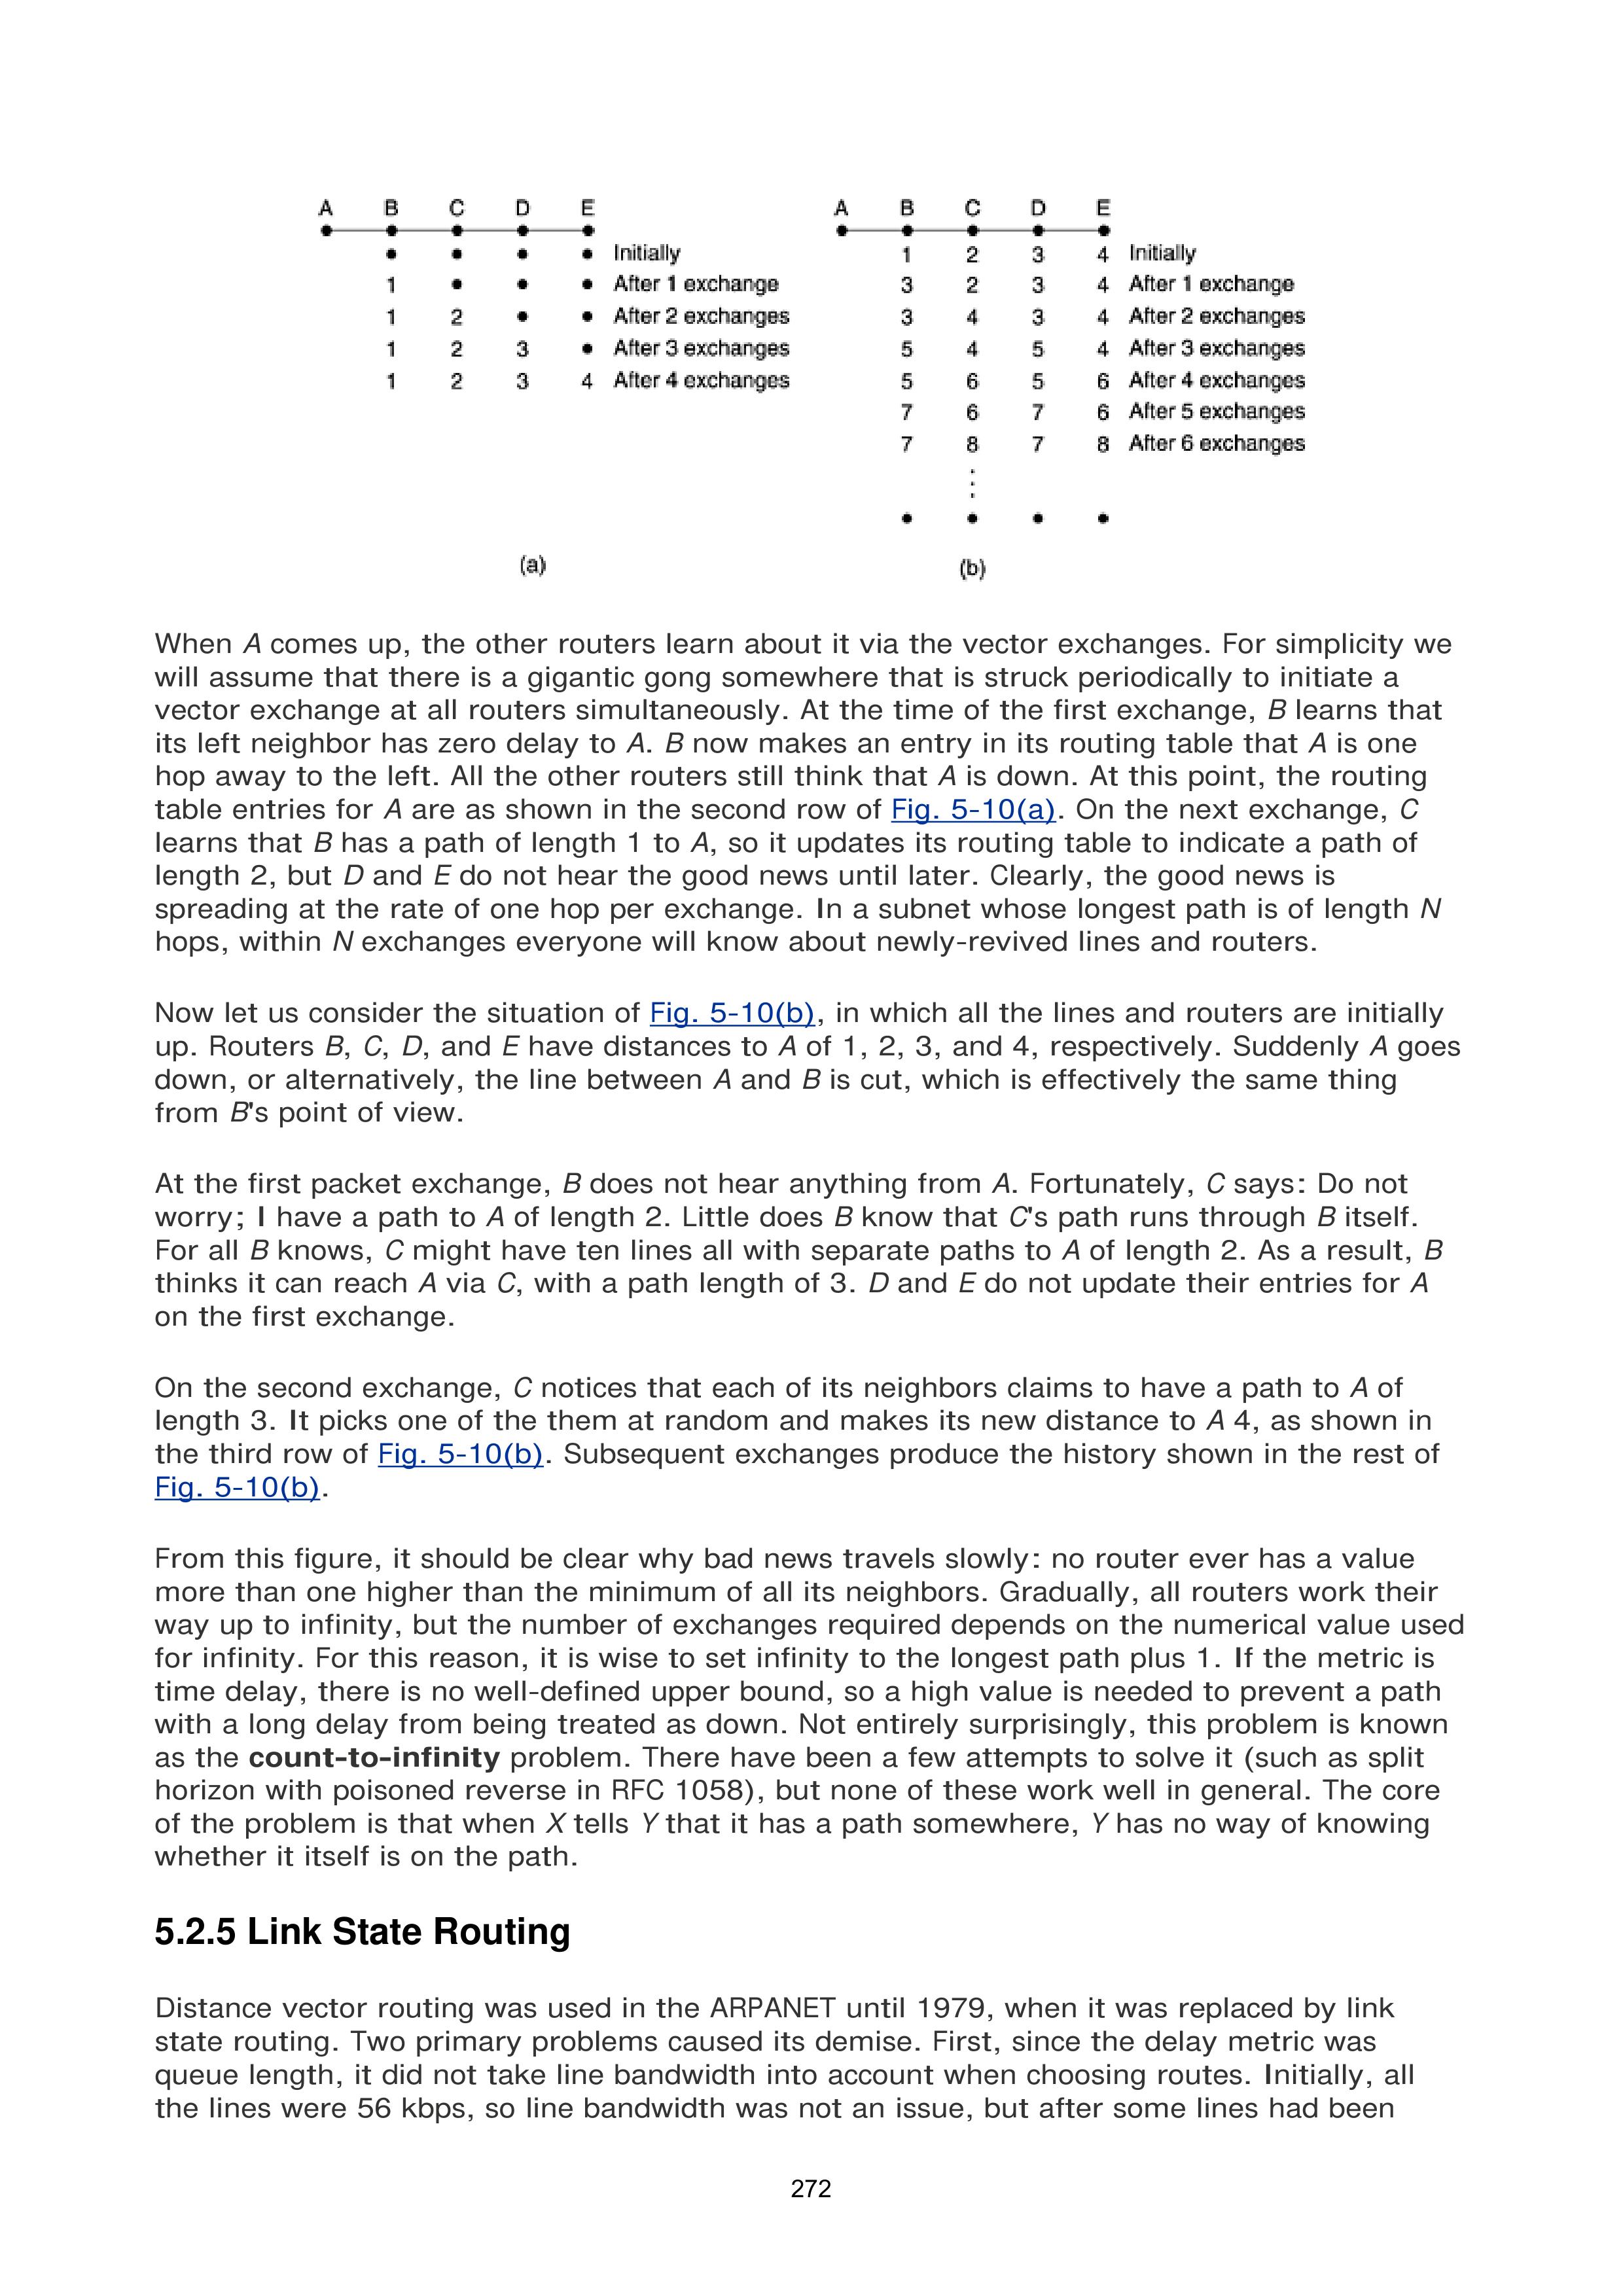 A B C D E
• • • • Initially
1 • • • After 1 exchange
1 2 • • After 2 exchanges
1 2 3 • After 3 exchanges
1 2 3 4 After 4 exchanges
(a)
A B C D E
1 2 3 4 Initially
3 2 3 4 After 1 exchange
3 4 3 4 After 2 exchanges
5 4 5 4 After 3 exchanges
5 6 5 6 After 4 exchanges
7 6 7 6 After 5 exchanges
7 8 7 8 After 6 exchanges
⋮
• • • •
(b)
When A comes up, the other routers learn about it via the vector exchanges. For simplicity we
will assume that there is a gigantic gong somewhere that is struck periodically to initiate a
vector exchange at all routers simultaneously. At the time of the first exchange, B learns that
its left neighbor has zero delay to A. B now makes an entry in its routing table that A is one
hop away to the left. All the other routers still think that A is down. At this point, the routing
table entries for A are as shown in the second row of Fig. 5-10(a). On the next exchange, C
learns that B has a path of length 1 to A, so it updates its routing table to indicate a path of
length 2, but D and E do not hear the good news until later. Clearly, the good news is
spreading at the rate of one hop per exchange. In a subnet whose longest path is of length N
hops, within N exchanges everyone will know about newly-revived lines and routers.
Now let us consider the situation of Fig. 5-10(b), in which all the lines and routers are initially
up. Routers B, C, D, and E have distances to A of 1, 2, 3, and 4, respectively. Suddenly A goes
down, or alternatively, the line between A and B is cut, which is effectively the same thing
from B's point of view.
At the first packet exchange, B does not hear anything from A. Fortunately, C says: Do not
worry; I have a path to A of length 2. Little does B know that C's path runs through B itself.
For all B knows, C might have ten lines all with separate paths to A of length 2. As a result, B
thinks it can reach A via C, with a path length of 3. D and E do not update their entries for A
on the first exchange.
On the second exchange, C notices that each of its neighbors claims to have a path to A of
length 3. It picks one of the them at random and makes its new distance to A 4, as shown in
the third row of Fig. 5-10(b). Subsequent exchanges produce the history shown in the rest of
Fig. 5-10(b).
From this figure, it should be clear why bad news travels slowly: no router ever has a value
more than one higher than the minimum of all its neighbors. Gradually, all routers work their
way up to infinity, but the number of exchanges required depends on the numerical value used
for infinity. For this reason, it is wise to set infinity to the longest path plus 1. If the metric is
time delay, there is no well-defined upper bound, so a high value is needed to prevent a path
with a long delay from being treated as down. Not entirely surprisingly, this problem is known
as the count-to-infinity problem. There have been a few attempts to solve it (such as split
horizon with poisoned reverse in RFC 1058), but none of these work well in general. The core
of the problem is that when X tells Y that it has a path somewhere, Y has no way of knowing
whether it itself is on the path.
5.2.5 Link State Routing
Distance vector routing was used in the ARPANET until 1979, when it was replaced by link
state routing. Two primary problems caused its demise. First, since the delay metric was
queue length, it did not take line bandwidth into account when choosing routes. Initially, all
the lines were 56 kbps, so line bandwidth was not an issue, but after some lines had been
272